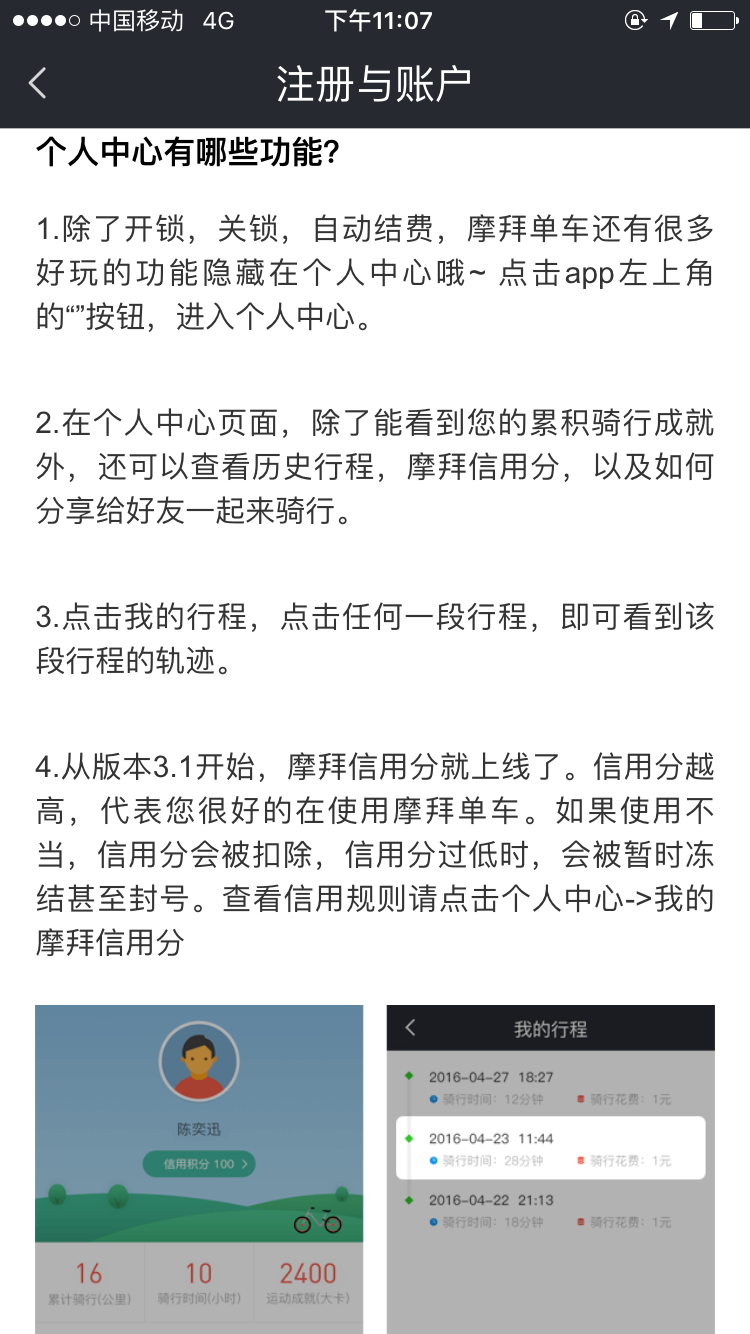 中国移动 4G 下午11:07
注册与账户
个人中心有哪些功能?
1.除了开锁，关锁，自动结费，摩拜单车还有很多
好玩的功能隐藏在个人中心哦~ 点击app左上角
的“”按钮，进入个人中心。
2.在个人中心页面，除了能看到您的累积骑行成就
外，还可以查看历史行程，摩拜信用分，以及如何
分享给好友一起来骑行。
3.点击我的行程，点击任何一段行程，即可看到该
段行程的轨迹。
4.从版本3.1开始，摩拜信用分就上线了。信用分越
高，代表您很好的在使用摩拜单车。如果使用不
当，信用分会被扣除，信用分过低时，会被暂时冻
结甚至封号。查看信用规则请点击个人中心->我的
摩拜信用分
陈奕迅
信用积分 100
16 10 2400
累计骑行(公里) 骑行时间(小时) 运动成就(大卡)
我的行程
2016-04-27 18:27
骑行时间：12分钟 骑行花费：1元
2016-04-23 11:44
骑行时间：28分钟 骑行花费：1元
2016-04-22 21:13
骑行时间：18分钟 骑行花费：1元